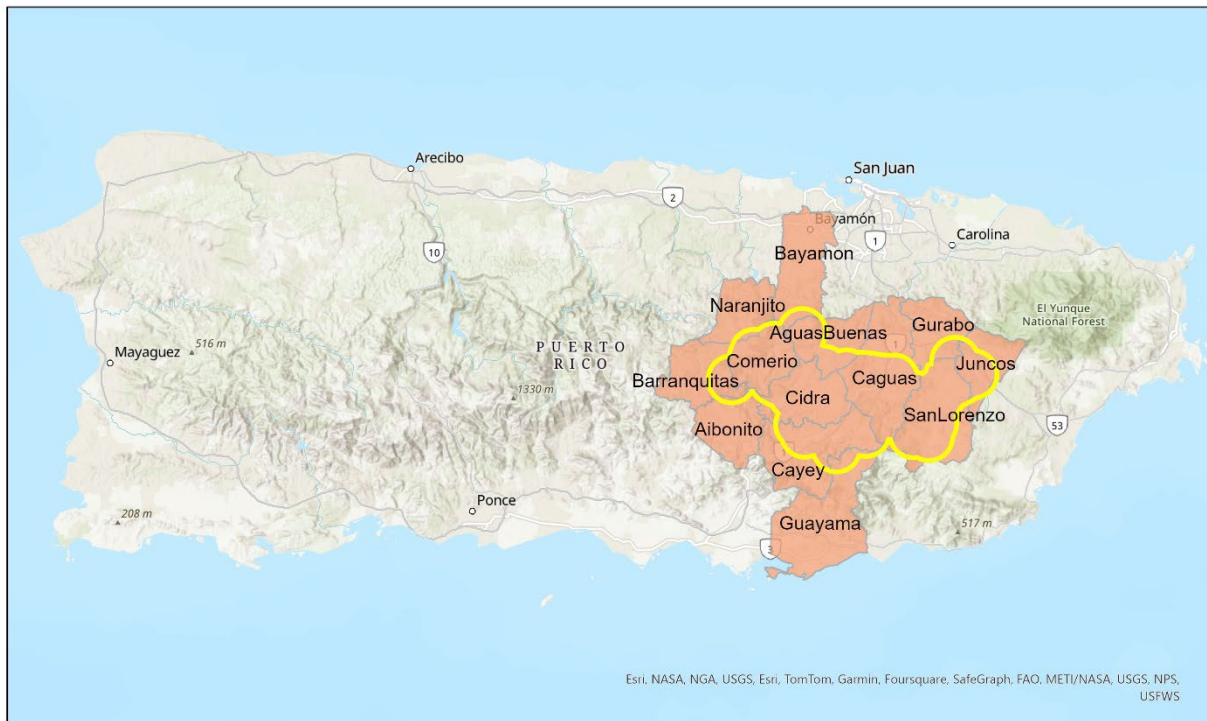 Arecibo
San Juan
2
Bayamón
1
Carolina
Bayamon
10
Naranjito
El Yunque
National Forest
AguasBuenas
Gurabo
1
516 m
Mayaguez
PUERTO
RICO
Comerio
Juncos
Barranquitas
Caguas
1330 m
Cidra
SanLorenzo
53
Aibonito
Cayey
Ponce
208 m
Guayama
517 m
3
Esri, NASA, NGA, USGS, Esri, TomTom, Garmin, Foursquare, SafeGraph, FAO, METI/NASA, USGS, NPS,
USFWS